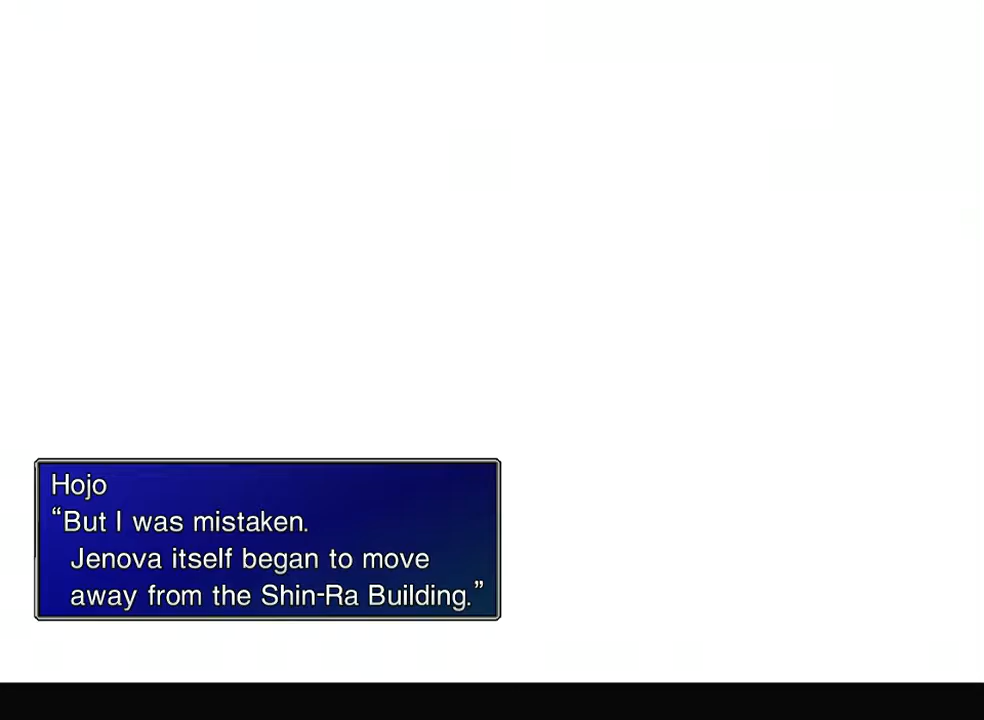 Hojo
“But I was mistaken.
Jenova itself began to move
away from the Shin-Ra Building.”